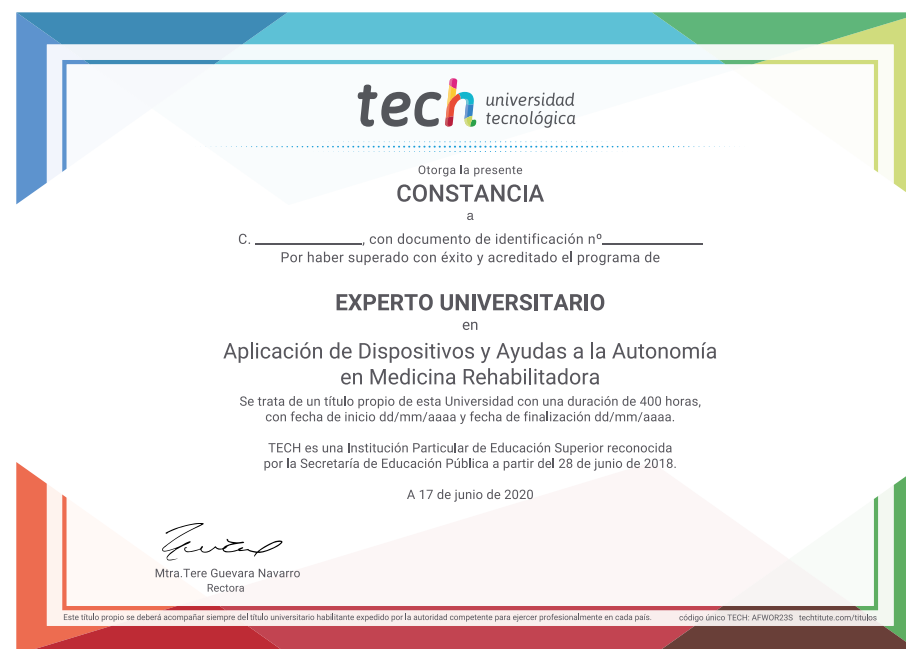 tech universidad
tecnológica
Otorga la presente
CONSTANCIA
a
C. ____________, con documento de identificación nº____________
Por haber superado con éxito y acreditado el programa de
EXPERTO UNIVERSITARIO
en
Aplicación de Dispositivos y Ayudas a la Autonomía
en Medicina Rehabilitadora
Se trata de un título propio de esta Universidad con una duración de 400 horas,
con fecha de inicio dd/mm/aaaa y fecha de finalización dd/mm/aaaa.
TECH es una Institución Particular de Educación Superior reconocida
por la Secretaría de Educación Pública a partir del 28 de junio de 2018.
A 17 de junio de 2020
Mtra.Tere Guevara Navarro
Rectora
Este título propio se deberá acompañar siempre del título universitario habilitante expedido por la autoridad competente para ejercer profesionalmente en cada país. código único TECH: AFWOR23S techtitute.com/titulos